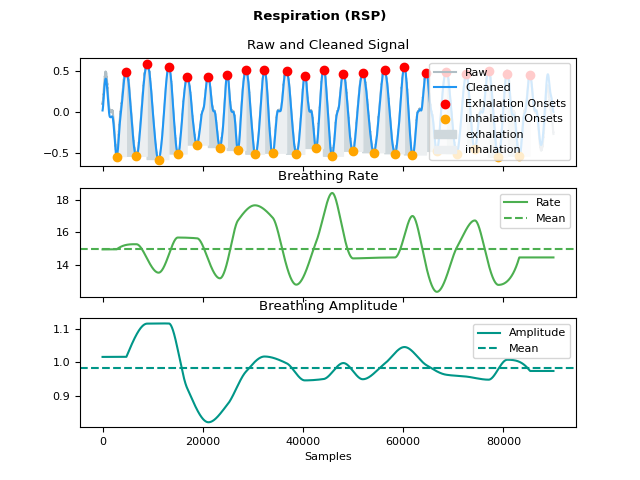 Respiration (RSP)
Raw and Cleaned Signal
0.5
0.0
−0.5
Raw
Cleaned
Exhalation Onsets
Inhalation Onsets
exhalation
inhalation
Breathing Rate
18
16
14
Rate
Mean
Breathing Amplitude
1.1
1.0
0.9
Amplitude
Mean
0 20000 40000 60000 80000
Samples